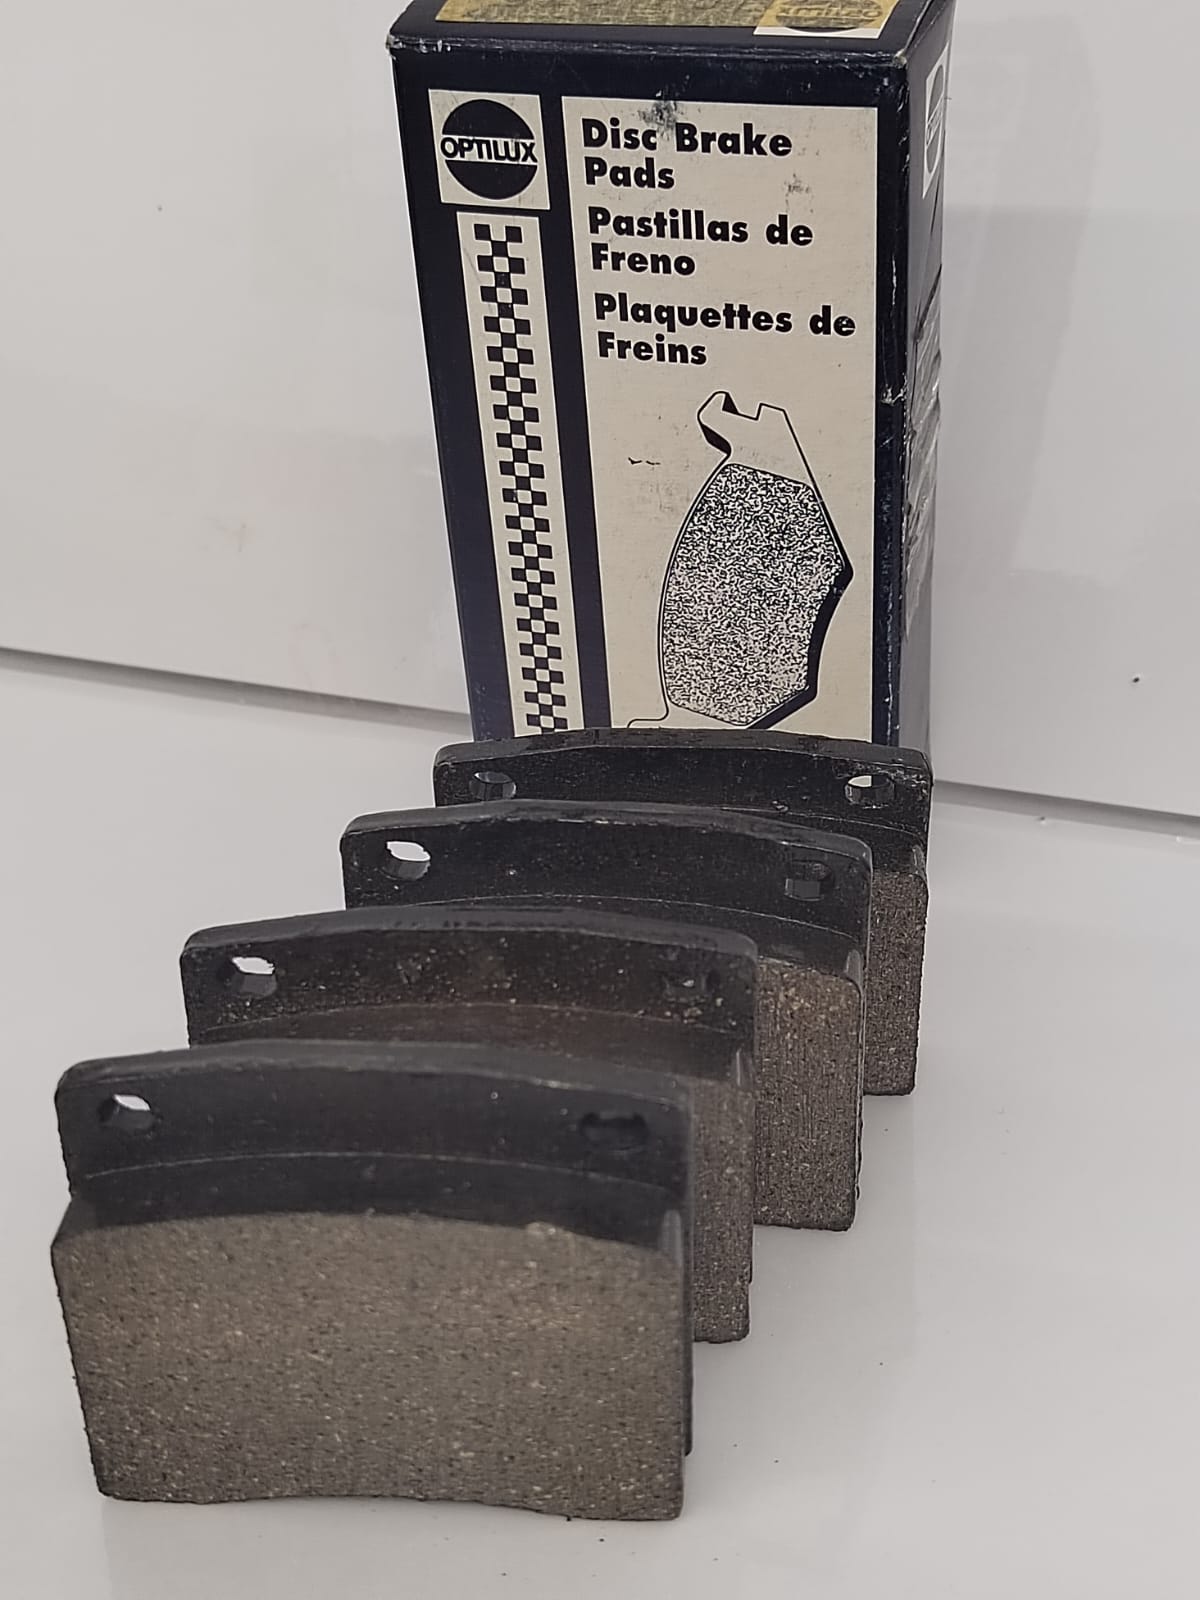 OPTILUX
Disc Brake
Pads
Pastillas de
Freno
Plaquettes de
Freins